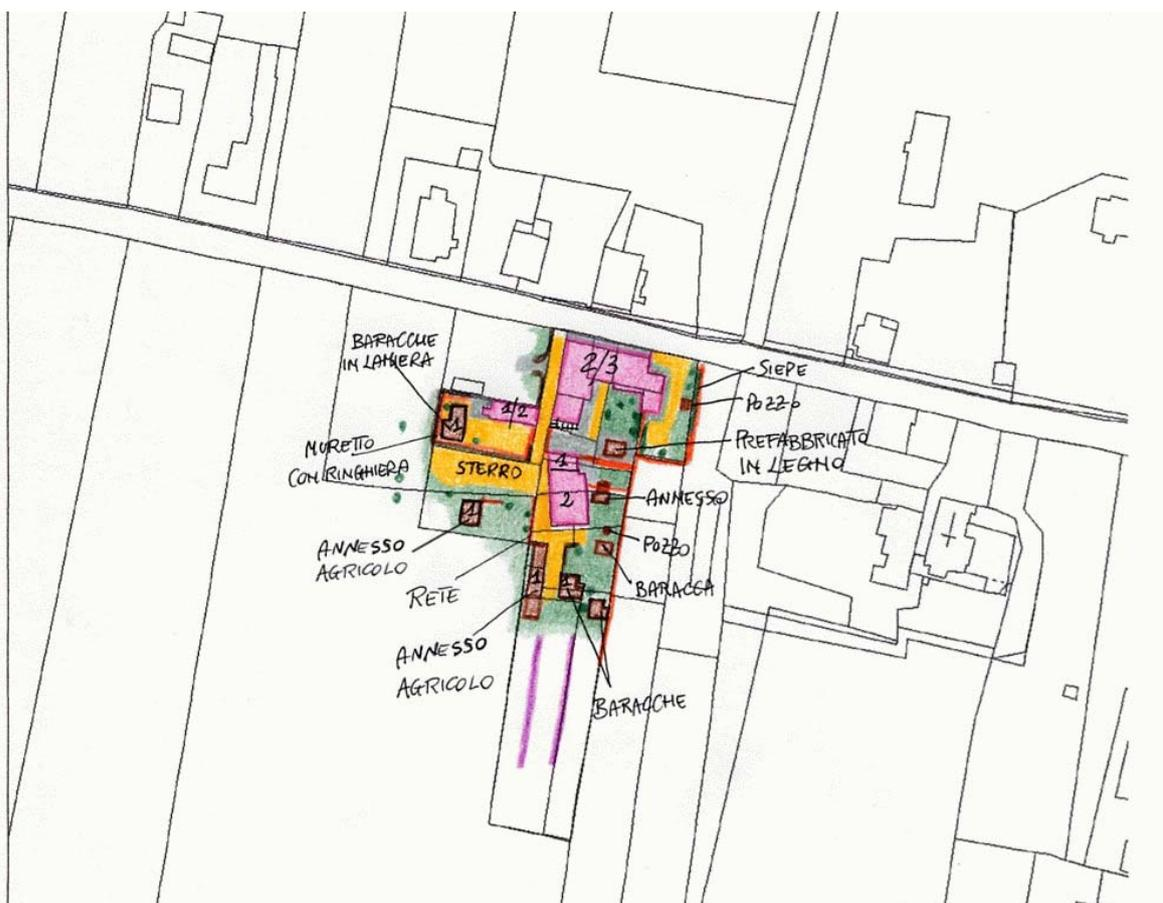 BARACCHE
IN LAMIERA
2/3
SIEPE
1/2
POZZO
1
MURETTO
CON RINGHIERA
PREFABBRICATO
IN LEGNO
STERRO
1
2
ANNESSO
1
ANNESSO
AGRICOLO
POZZO
RETE
1
1
BARACCA
ANNESSO
AGRICOLO
BARACCHE